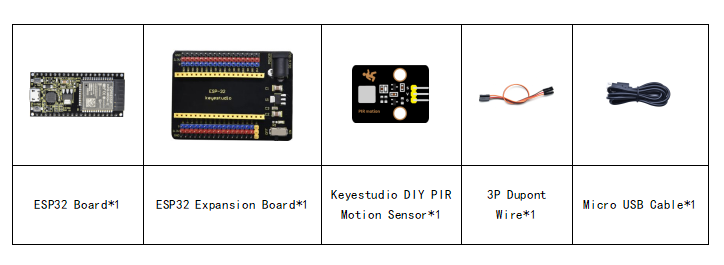 ESP-32
keyestudio
PIR motion
ESP32 Board*1
ESP32 Expansion Board*1
Keyestudio DIY PIR
Motion Sensor*1
3P Dupont
Wire*1
Micro USB Cable*1